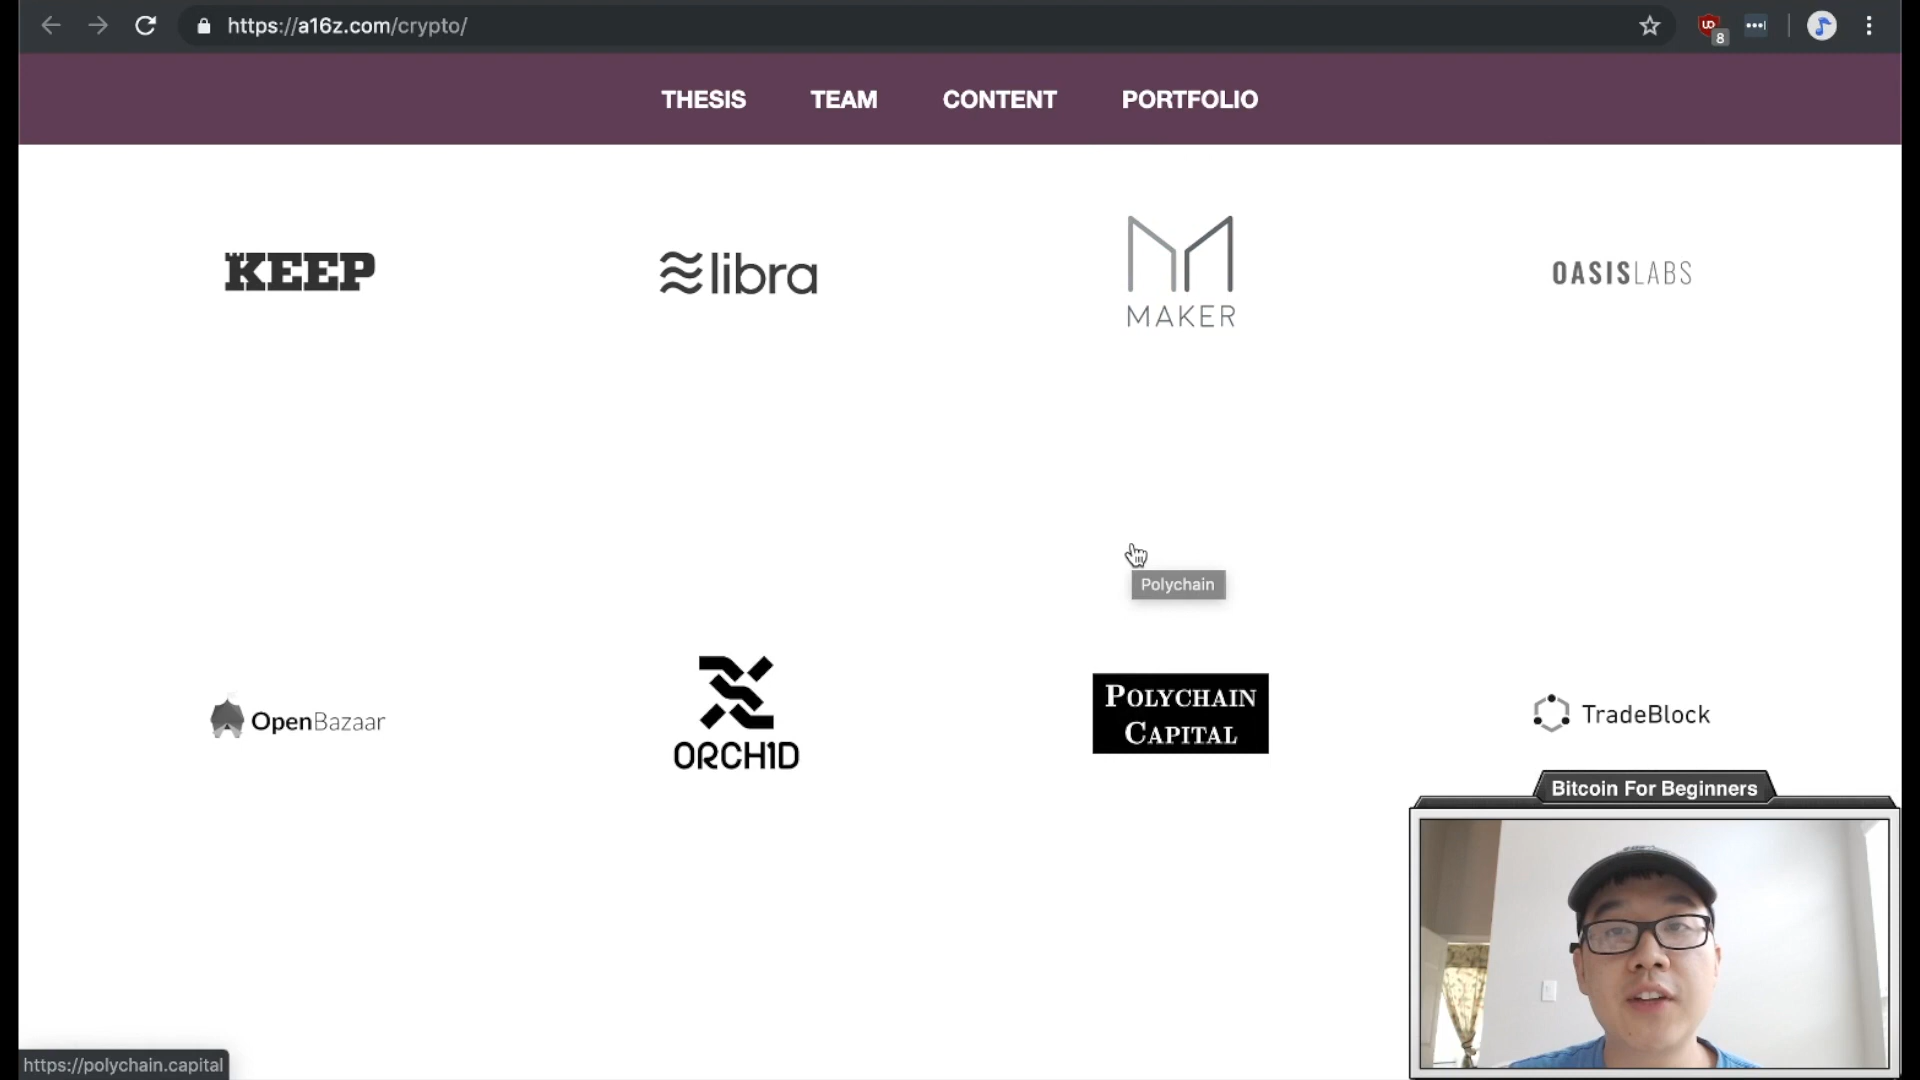 https://a16z.com/crypto/
8
THESIS TEAM CONTENT PORTFOLIO
KEEP
libra
MAKER
OASISLABS
Polychain
OpenBazaar
ORCHID
POLYCHAIN
CAPITAL
TradeBlock
Bitcoin For Beginners
https://polychain.capital